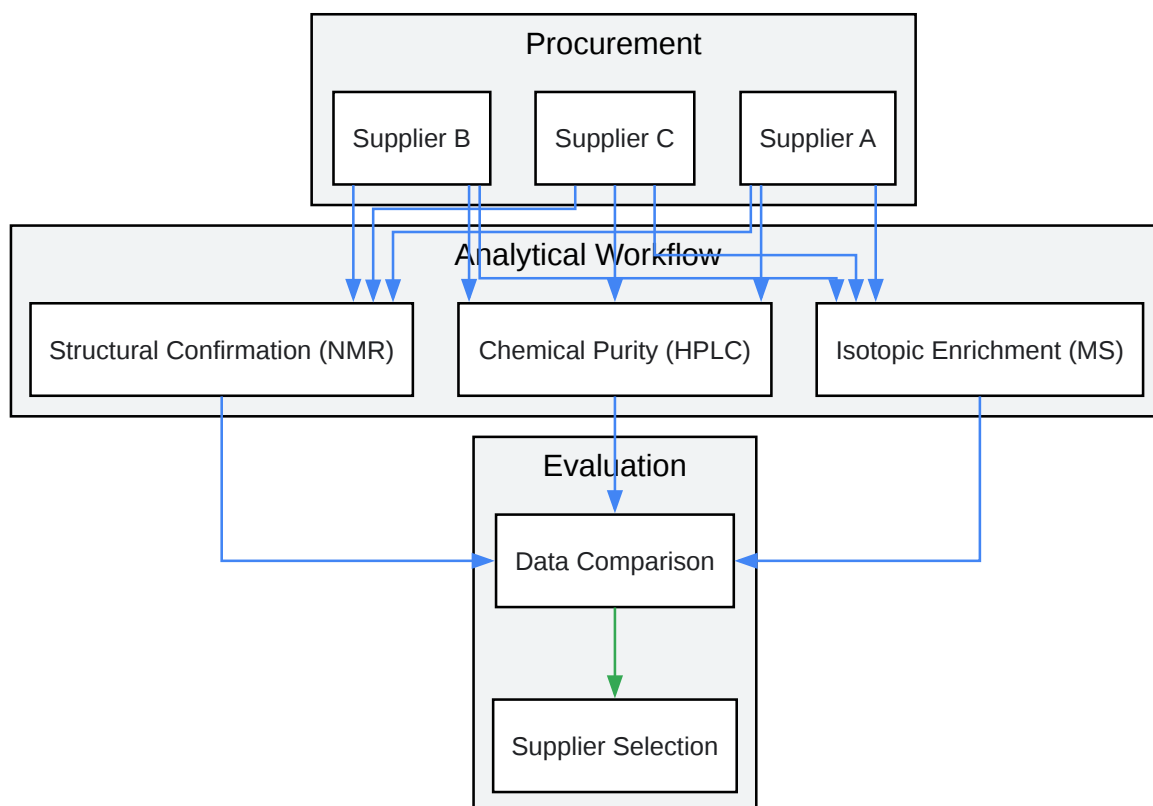 Procurement
Supplier B
Supplier C
Supplier A
Analytical Workflow
Structural Confirmation (NMR)
Chemical Purity (HPLC)
Isotopic Enrichment (MS)
Evaluation
Data Comparison
Supplier Selection